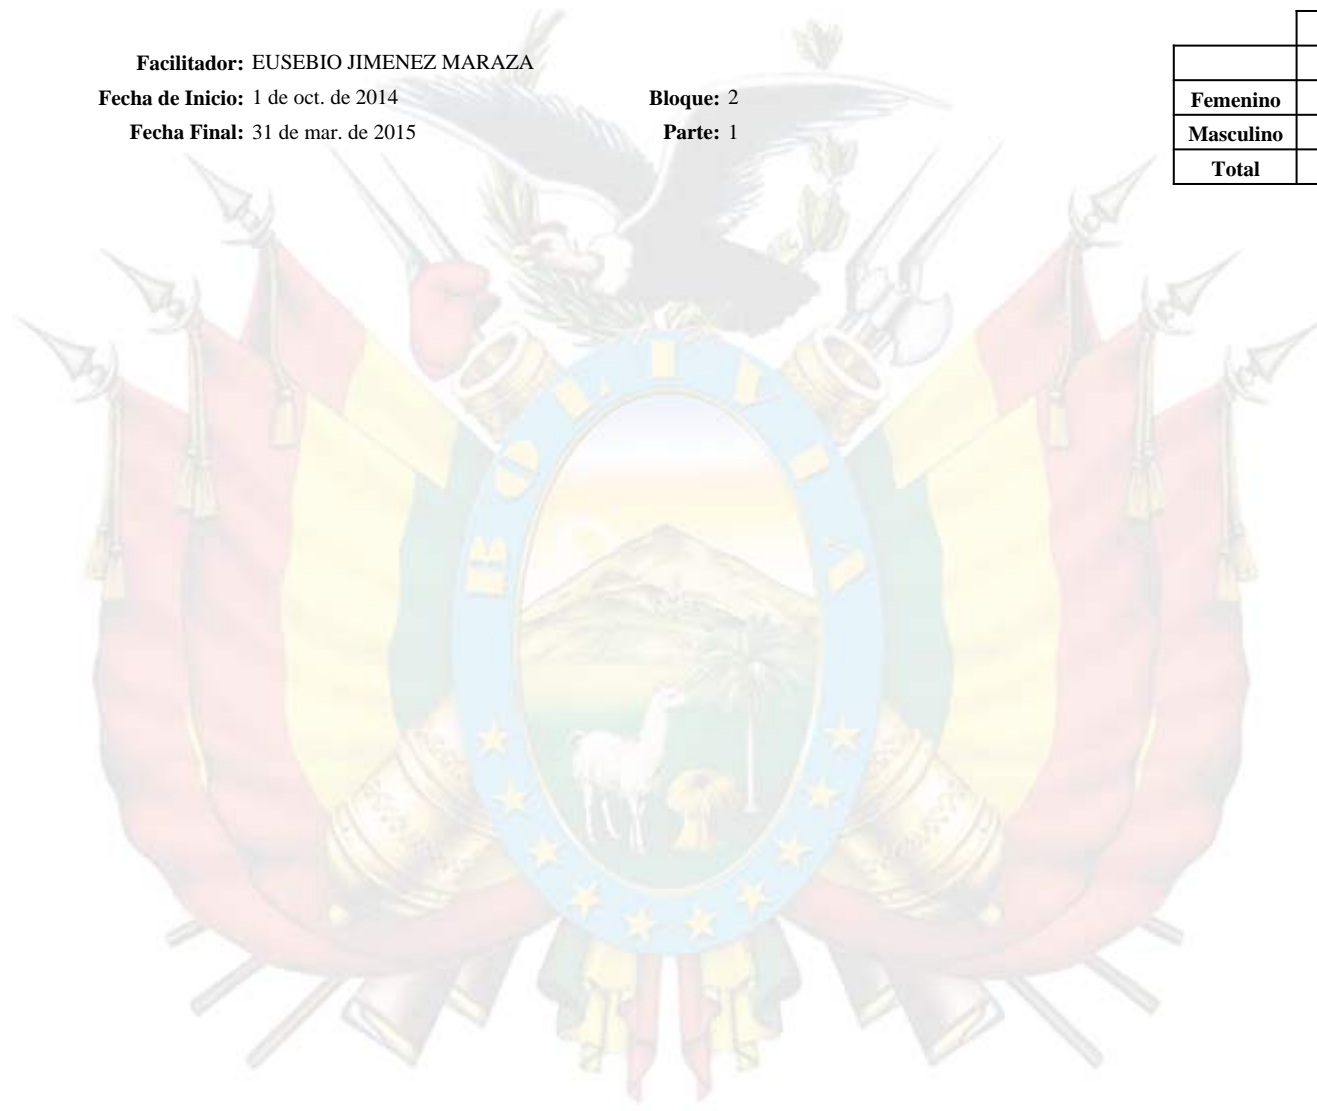 Facilitador: EUSEBIO JIMENEZ MARAZA
Fecha de Inicio: 1 de oct. de 2014 Bloque: 2
Fecha Final: 31 de mar. de 2015 Parte: 1
Femenino
Masculino
Total
BOLIVIA